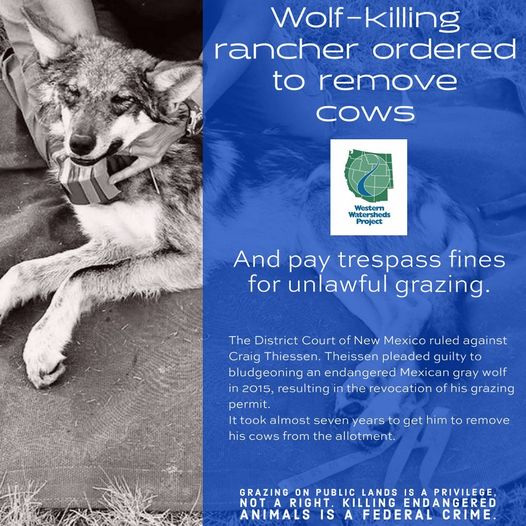 Wolf-killing
rancher ordered
to remove
cows
Western
Watersheds
Project
And pay trespass fines
for unlawful grazing.
The District Court of New Mexico ruled against
Craig Thiessen. Theissen pleaded guilty to
bludgeoning an endangered Mexican gray wolf
in 2015, resulting in the revocation of his grazing
permit.
It took almost seven years to get him to remove
his cows from the allotment.
GRAZING ON PUBLIC LANDS IS A PRIVILEGE,
NOT A RIGHT. KILLING ENDANGERED
ANIMALS IS A FEDERAL CRIME.